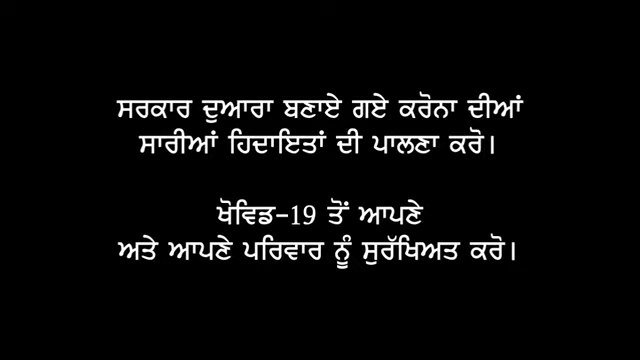 ਸਰਕਾਰ ਦੁਆਰਾ ਬਣਾਏ ਗਏ ਕਰੋਨਾ ਦੀਆਂ
ਸਾਰੀਆਂ ਹਿਦਾਇਤਾਂ ਦੀ ਪਾਲਣਾ ਕਰੋ।
ਖੋਵਿਡ-19 ਤੋਂ ਆਪਣੇ
ਅਤੇ ਆਪਣੇ ਪਰਿਵਾਰ ਨੂੰ ਸੁਰੱਖਿਅਤ ਕਰੋ।